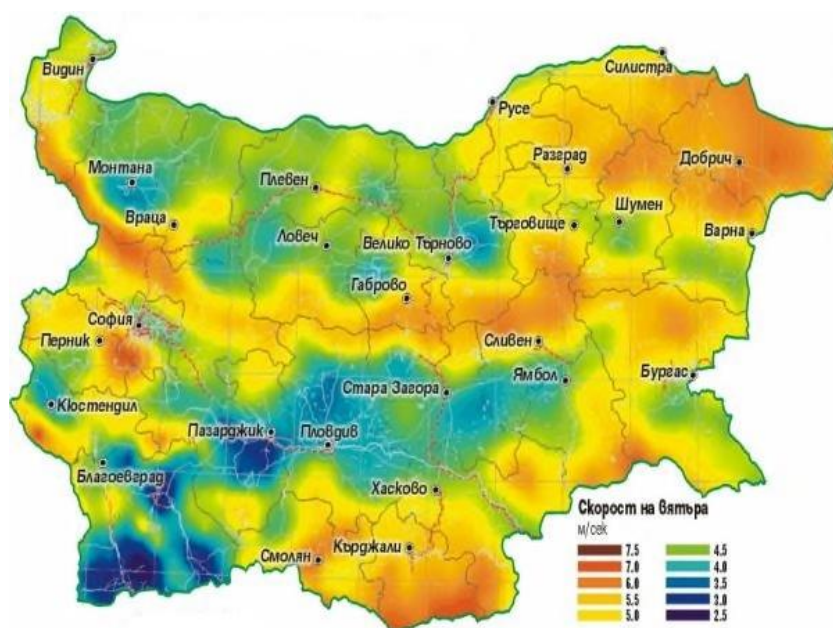 Видин
Силистра
Русе
Монтана
Плевен
Разград
Добрич
Враца
Ловеч
Велико Търново
Търговище
Шумен
Варна
Габрово
София
Перник
Сливен
Ямбол
Бургас
Стара Загора
Кюстендил
Пазарджик
Пловдив
Благоевград
Хасково
Смолян
Кърджали
Скорост на вятъра
м/сек
7.5 4.5
7.0 4.0
6.0 3.5
5.5 3.0
5.0 2.5